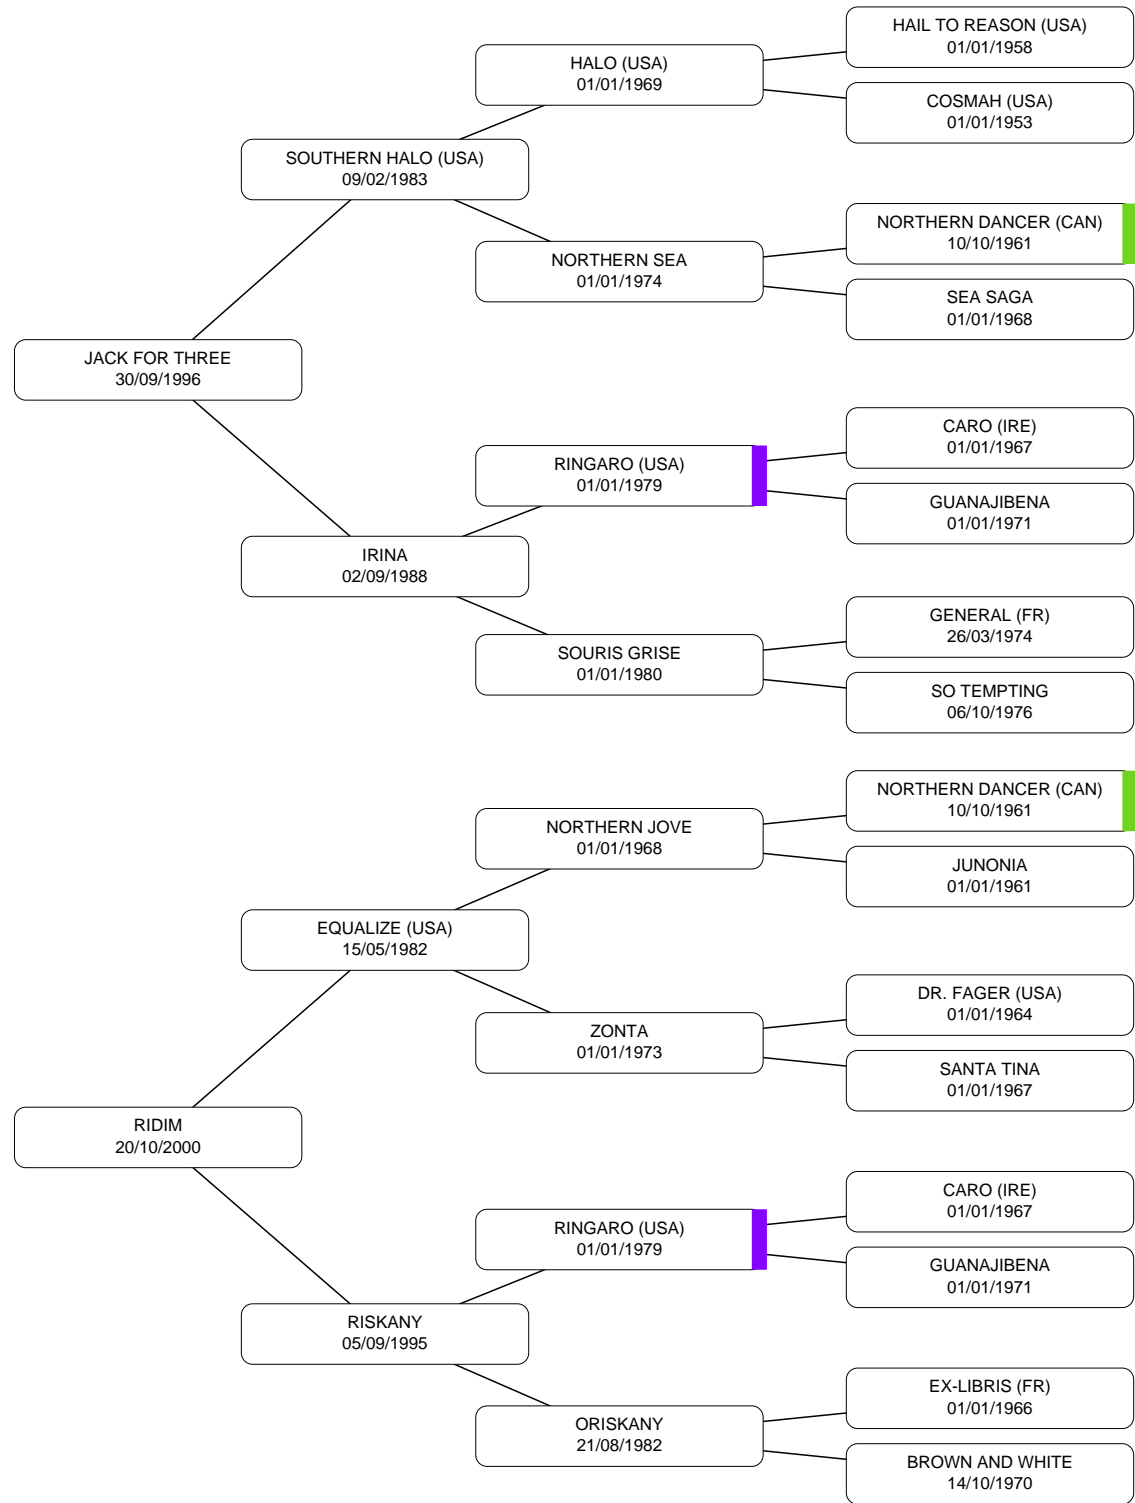 HAIL TO REASON (USA)
01/01/1958
HALO (USA)
01/01/1969
COSMAH (USA)
01/01/1953
SOUTHERN HALO (USA)
09/02/1983
NORTHERN DANCER (CAN)
10/10/1961
NORTHERN SEA
01/01/1974
SEA SAGA
01/01/1968
JACK FOR THREE
30/09/1996
CARO (IRE)
01/01/1967
RINGARO (USA)
01/01/1979
GUANAJIBENA
01/01/1971
IRINA
02/09/1988
GENERAL (FR)
26/03/1974
SOURIS GRISE
01/01/1980
SO TEMPTING
06/10/1976
NORTHERN DANCER (CAN)
10/10/1961
NORTHERN JOVE
01/01/1968
JUNONIA
01/01/1961
EQUALIZE (USA)
15/05/1982
DR. FAGER (USA)
01/01/1964
ZONTA
01/01/1973
SANTA TINA
01/01/1967
RIDIM
20/10/2000
CARO (IRE)
01/01/1967
RINGARO (USA)
01/01/1979
GUANAJIBENA
01/01/1971
RISKANY
05/09/1995
EX-LIBRIS (FR)
01/01/1966
ORISKANY
21/08/1982
BROWN AND WHITE
14/10/1970